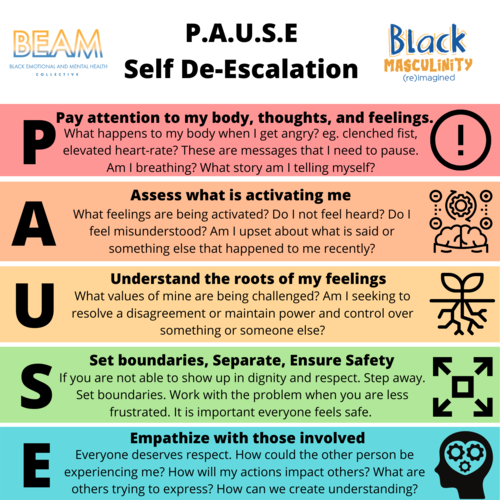 BEAM
BLACK EMOTIONAL AND MENTAL HEALTH
COLLECTIVE
P.A.U.S.E
Self De-Escalation
Black
MASCULINITY
(re)imagined
P
Pay attention to my body, thoughts, and feelings.
What happens to my body when I get angry? eg. clenched fist,
elevated heart-rate? These are messages that I need to pause.
Am I breathing? What story am I telling myself?
!
A
Assess what is activating me
What feelings are being activated? Do I not feel heard? Do I
feel misunderstood? Am I upset about what is said or
something else that happened to me recently?
U
Understand the roots of my feelings
What values of mine are being challenged? Am I seeking to
resolve a disagreement or maintain power and control over
something or someone else?
S
Set boundaries, Separate, Ensure Safety
If you are not able to show up in dignity and respect. Step away.
Set boundaries. Work with the problem when you are less
frustrated. It is important everyone feels safe.
E
Empathize with those involved
Everyone deserves respect. How could the other person be
experiencing me? How will my actions impact others? What are
others trying to express? How can we create understanding?